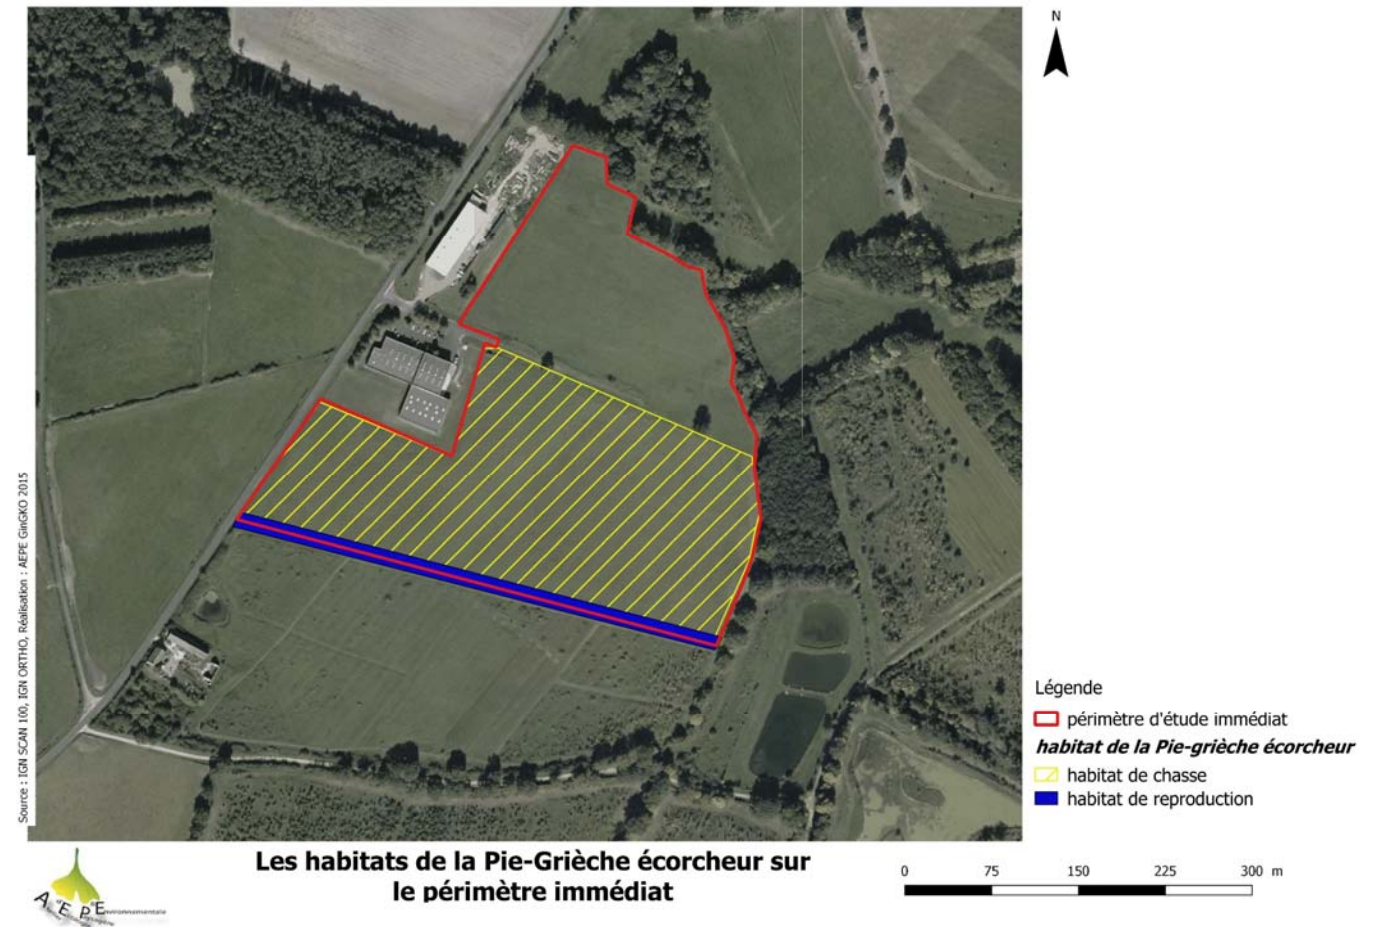 N
Source : IGN SCAN 100, IGN ORTHO, Réalisation : AEPE GinGKO 2015
Légende
périmètre d'étude immédiat
habitat de la Pie-grièche écorcheur
habitat de chasse
habitat de reproduction
Les habitats de la Pie-Grièche écorcheur sur
le périmètre immédiat
0 75 150 225 300 m
A E P E nvironnementale